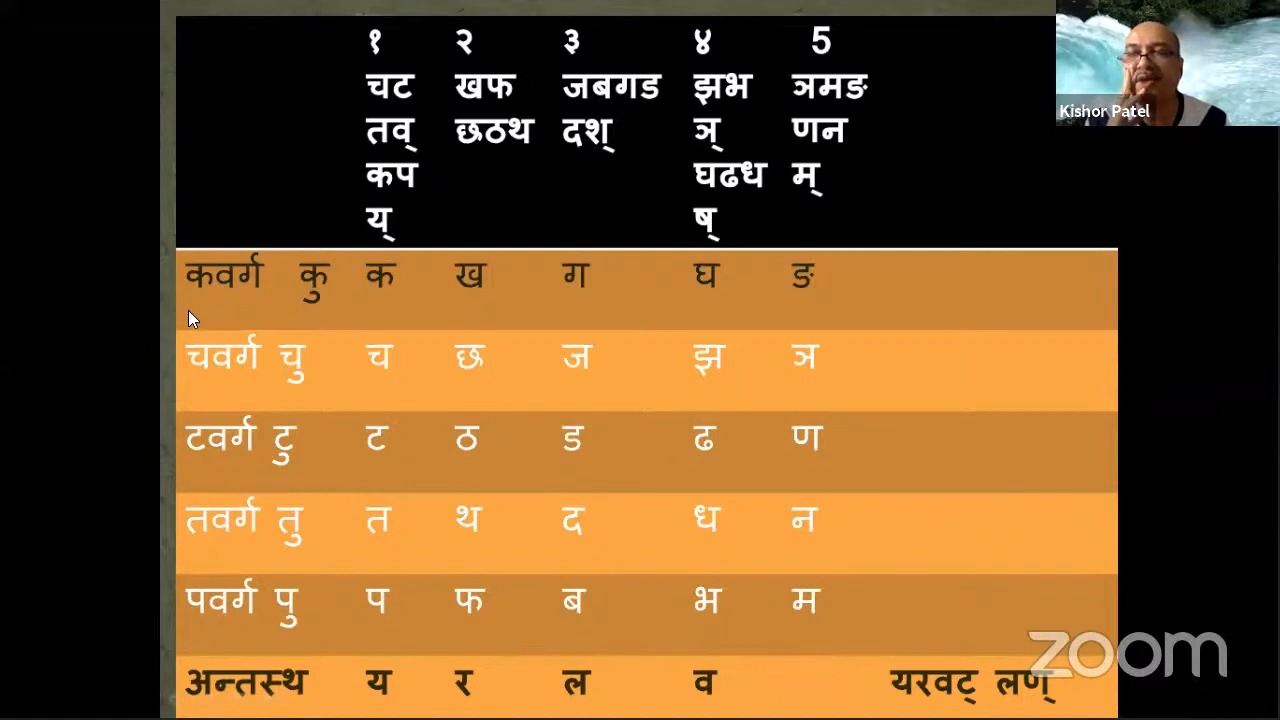 १ २ ३ ४ 5
चट खफ जबगड झभ ञमङ
तव् छठथ दश् ञ् णन
कप घढध म्
य् ष्
Kishor Patel
कवर्ग कु क ख ग घ ङ
चवर्ग चु च छ ज झ ञ
टवर्ग टु ट ठ ड ढ ण
तवर्ग तु त थ द ध न
पवर्ग पु प फ ब भ म
zoom
अन्तस्थ य र ल व यरवट् लण्